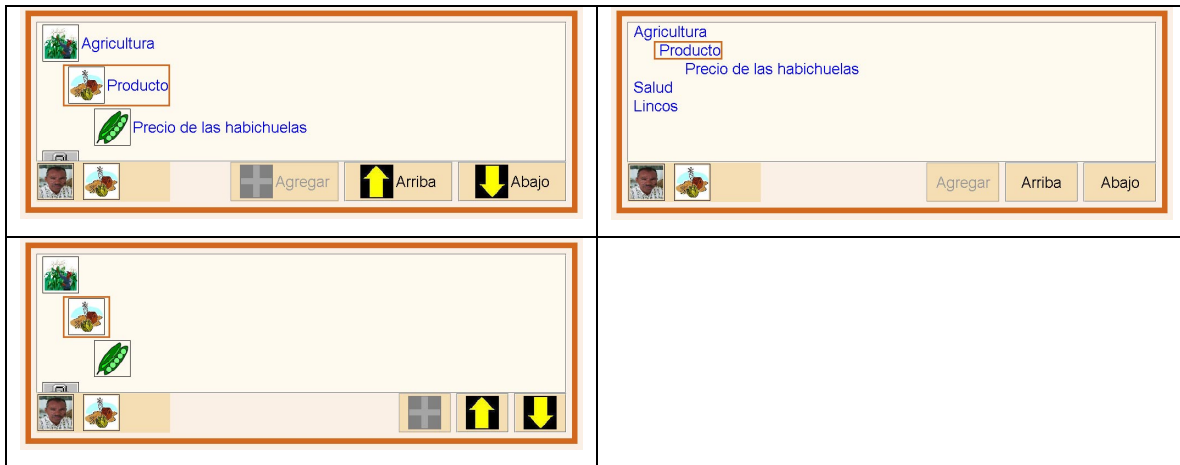 Agricultura
Producto
Precio de las habichuelas
Agregar Arriba Abajo
Agricultura
Producto
Precio de las habichuelas
Salud
Lincos
Agregar Arriba Abajo